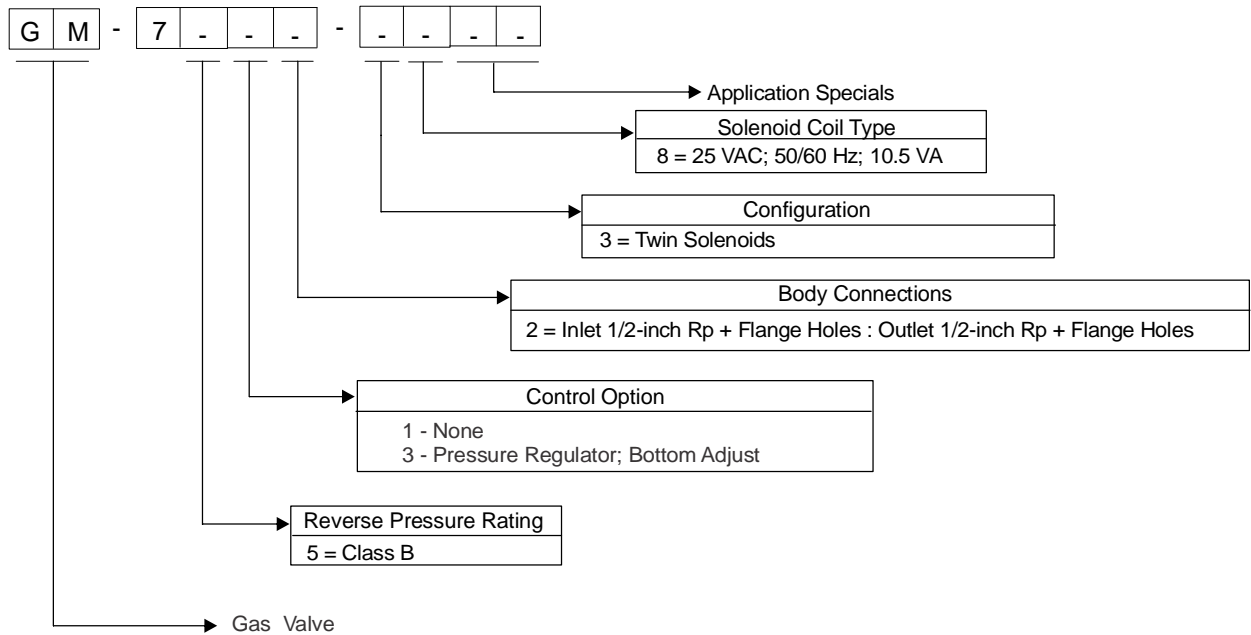 G M - 7 - - - - - - - -
Application Specials
Solenoid Coil Type
8 = 25 VAC; 50/60 Hz; 10.5 VA
Configuration
3 = Twin Solenoids
Body Connections
2 = Inlet 1/2-inch Rp + Flange Holes : Outlet 1/2-inch Rp + Flange Holes
Control Option
1 - None
3 - Pressure Regulator; Bottom Adjust
Reverse Pressure Rating
5 = Class B
Gas Valve